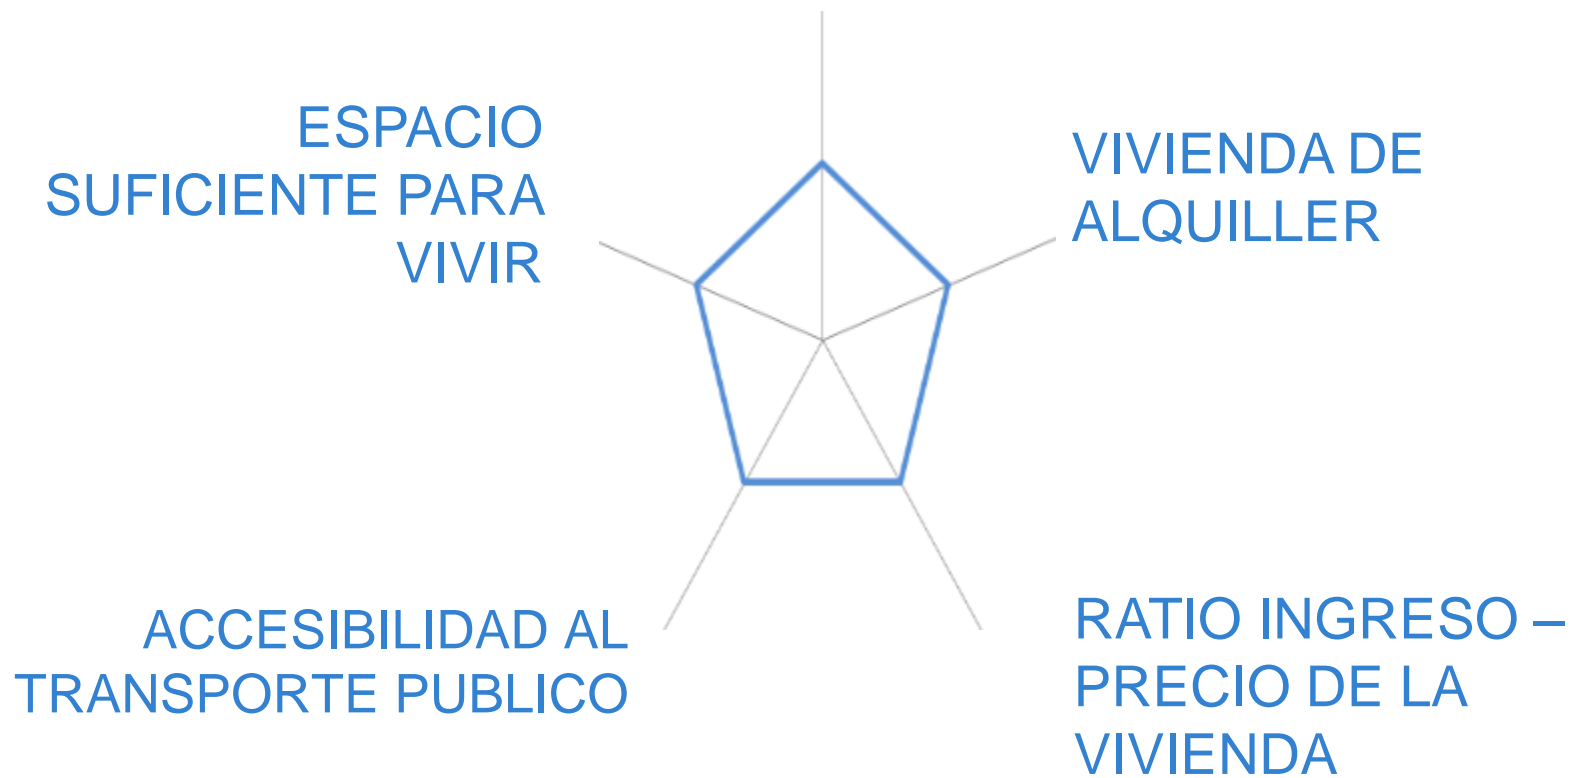 ESPACIO
SUFICIENTE PARA
VIVIR
VIVIENDA DE
ALQUILLER
ACCESIBILIDAD AL
TRANSPORTE PUBLICO
RATIO INGRESO –
PRECIO DE LA
VIVIENDA